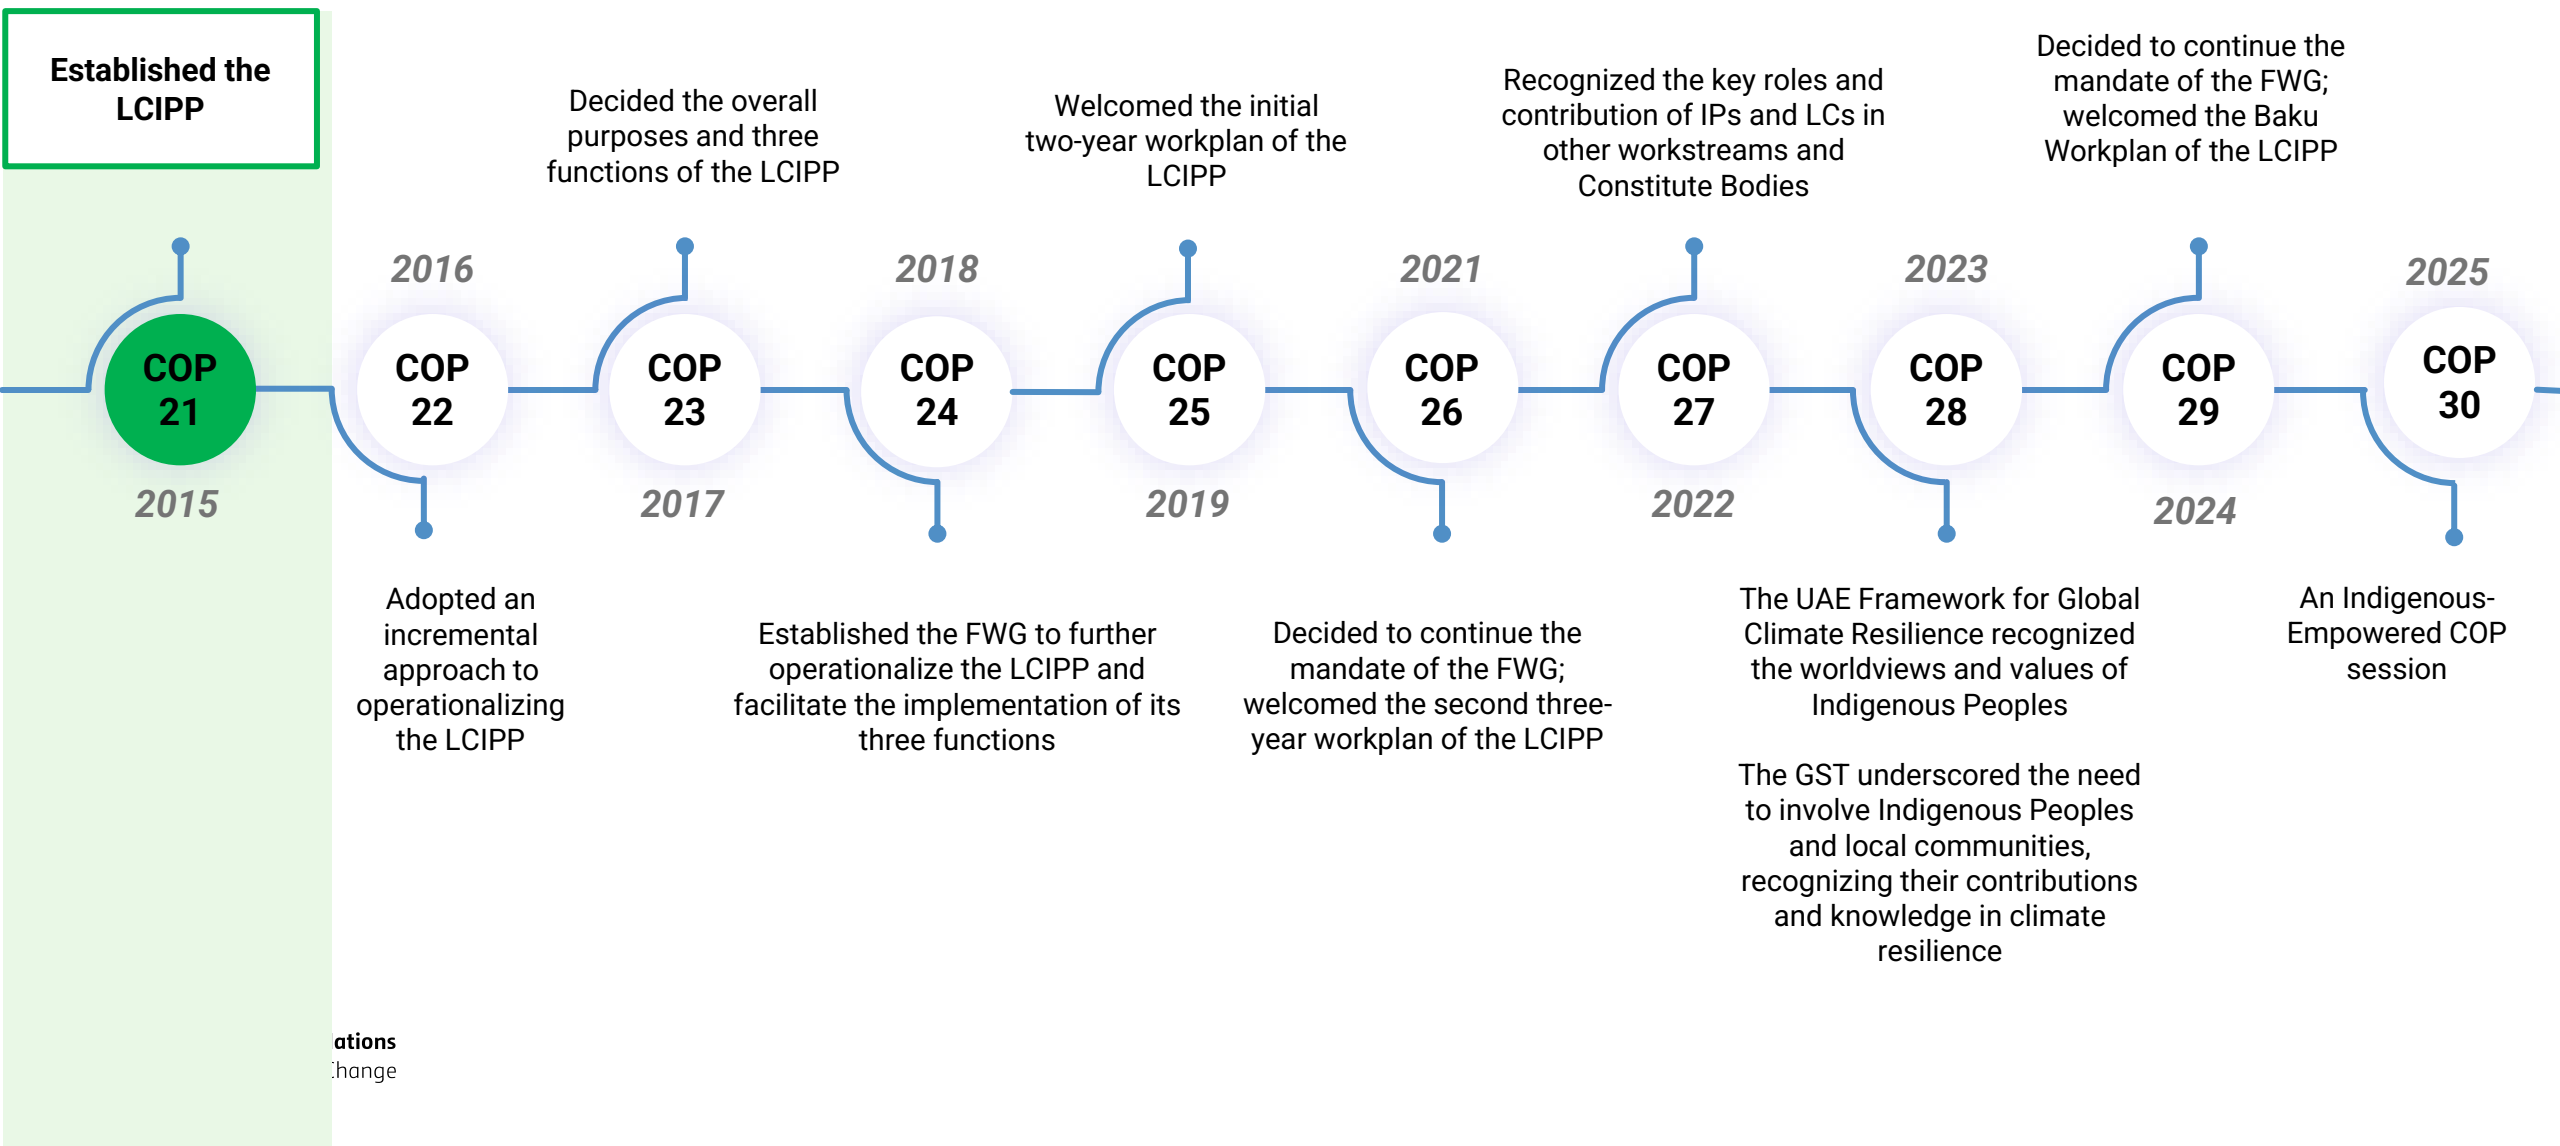 Established the
LCIPP
COP
21
2015
2016
COP
22
Adopted an
incremental
approach to
operationalizing
the LCIPP
Decided the overall
purposes and three
functions of the LCIPP
COP
23
2017
2018
COP
24
Established the FWG to further
operationalize the LCIPP and
facilitate the implementation of its
three functions
Welcomed the initial
two-year workplan of the
LCIPP
COP
25
2019
2021
COP
26
Decided to continue the
mandate of the FWG;
welcomed the second three-
year workplan of the LCIPP
Recognized the key roles and
contribution of IPs and LCs in
other workstreams and
Constitute Bodies
COP
27
2022
2023
COP
28
The UAE Framework for Global
Climate Resilience recognized
the worldviews and values of
Indigenous Peoples
The GST underscored the need
to involve Indigenous Peoples
and local communities,
recognizing their contributions
and knowledge in climate
resilience
Decided to continue the
mandate of the FWG;
welcomed the Baku
Workplan of the LCIPP
COP
29
2024
2025
COP
30
An Indigenous-
Empowered COP
session
ations
hange